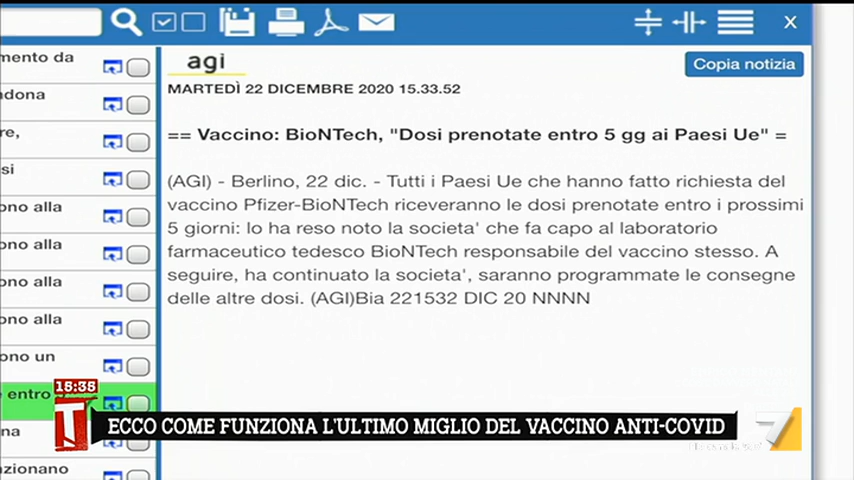 agi
Copia notizia
MARTEDÌ 22 DICEMBRE 2020 15.33.52
== Vaccino: BioNTech, "Dosi prenotate entro 5 gg ai Paesi Ue" =
(AGI) - Berlino, 22 dic. - Tutti i Paesi Ue che hanno fatto richiesta del
vaccino Pfizer-BioNTech riceveranno le dosi prenotate entro i prossimi
5 giorni: lo ha reso noto la societa' che fa capo al laboratorio
farmaceutico tedesco BioNTech responsabile del vaccino stesso. A
seguire, ha continuato la societa', saranno programmate le consegne
delle altre dosi. (AGI)Bia 221532 DIC 20 NNNN
mento da
ndona
re,
si
ono alla
ono alla
ono alla
ono alla
ono un
entro
na
nzionano
15:35
T
ECCO COME FUNZIONA L'ULTIMO MIGLIO DEL VACCINO ANTI-COVID
7
X